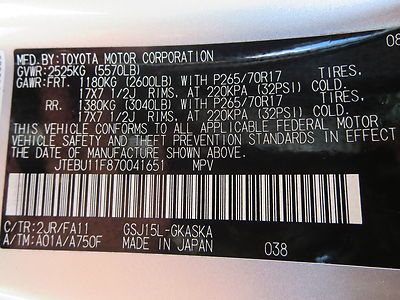 MFD.BY: TOYOTA MOTOR CORPORATION 08
GVWR: 2525KG (5570LB)
GAWR: FRT. 1180KG (2600LB) WITH P265/70R17 TIRES,
17X7 1/2J RIMS, AT 220KPA (32PSI) COLD
RR. 1380KG (3040LB) WITH P265/70R17 TIRES,
17X7 1/2J RIMS, AT 220KPA (32PSI) COLD
THIS VEHICLE CONFORMS TO ALL APPLICABLE FEDERAL MOTOR
VEHICLE SAFETY AND THEFT PREVENTION STANDARDS IN EFFECT
ON THE DATE OF MANUFACTURE SHOWN ABOVE.
JTEBU11F870041651 MPV
C/TR: 2JR/FA11 GSJ15L-GKASKA
A/TM: A01A/A750F MADE IN JAPAN 038